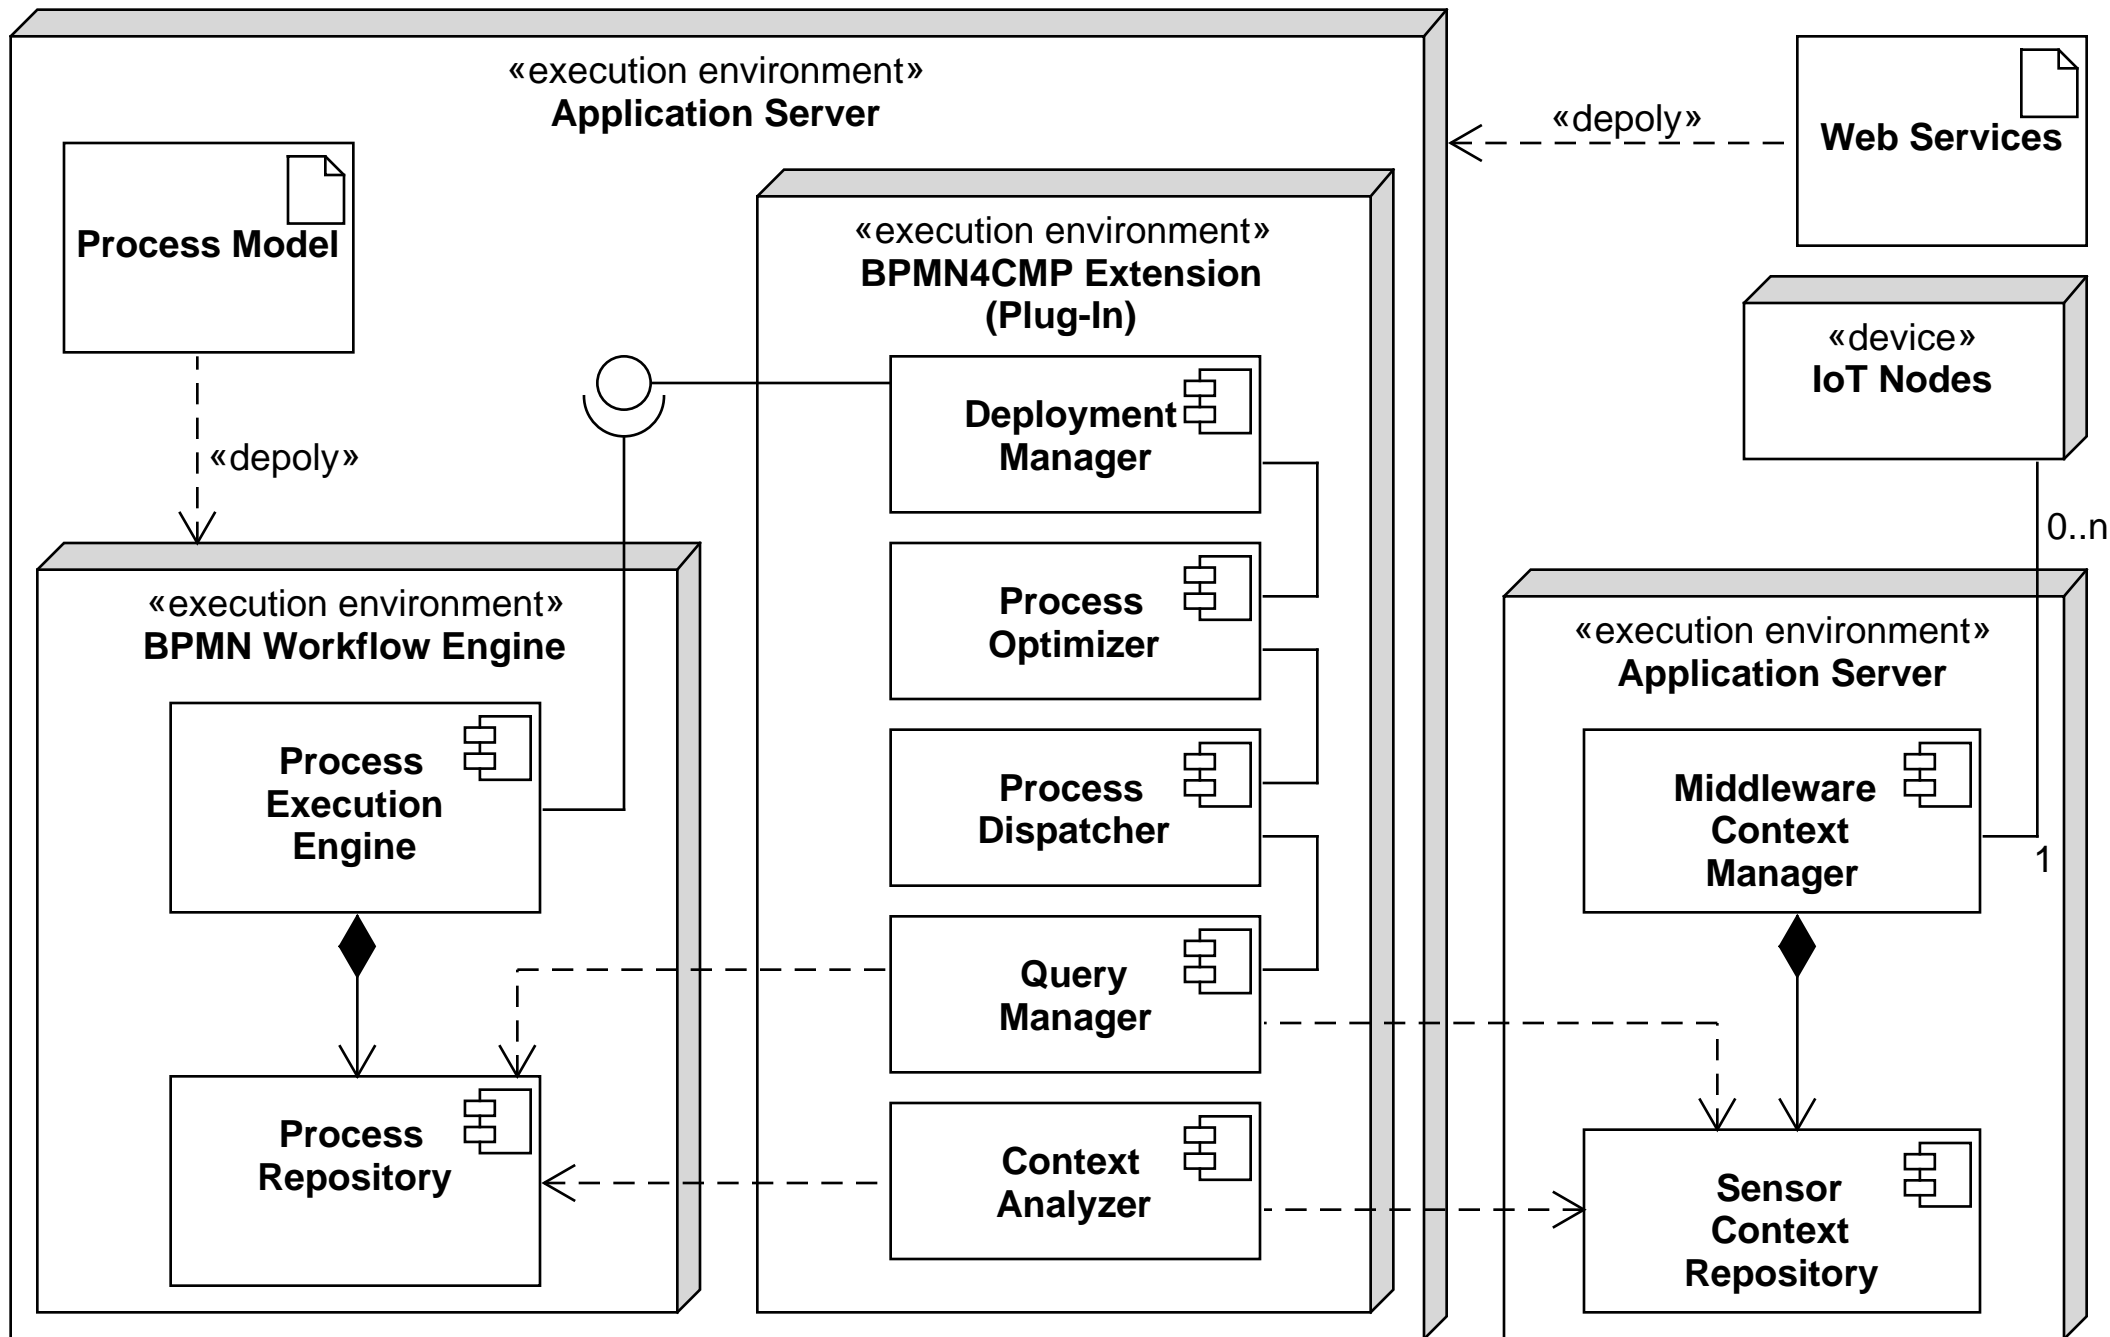 «execution environment»
Application Server
«depoly»
Web Services
Process Model
«execution environment»
BPMN4CMP Extension
(Plug-In)
«device»
IoT Nodes
Deployment
Manager
«depoly»
0..n
«execution environment»
BPMN Workflow Engine
Process
Optimizer
«execution environment»
Application Server
Process
Execution
Engine
Process
Dispatcher
Middleware
Context
Manager
1
Query
Manager
Process
Repository
Context
Analyzer
Sensor
Context
Repository